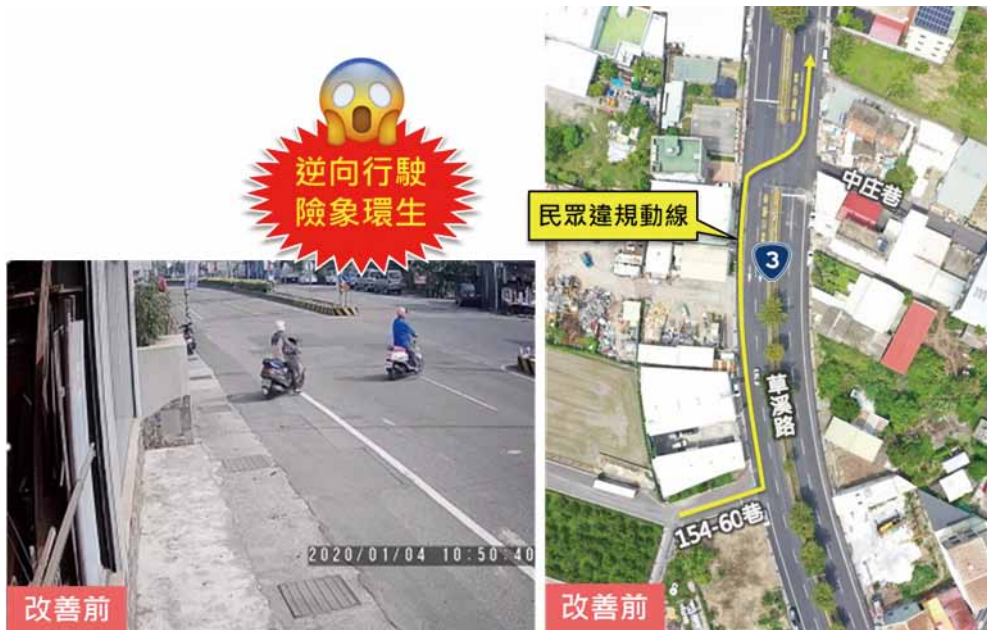 逆向行駛
險象環生
2020/01/04 10:50:40
改善前
民眾違規動線
中庄巷
3
草溪路
154-60巷
改善前